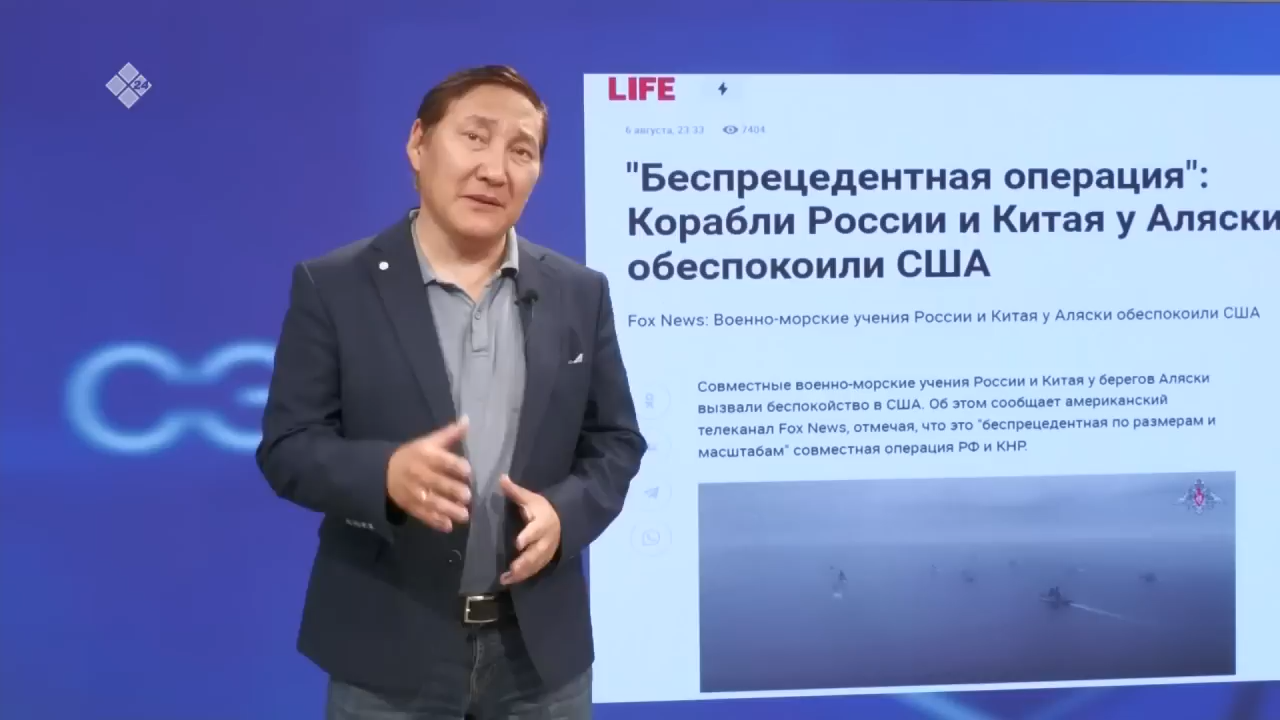 X24
СЭ
LIFE
6 августа, 23:33 7404
"Беспрецедентная операция":
Корабли России и Китая у Аляски
обеспокоили США
Fox News: Военно-морские учения России и Китая у Аляски обеспокоили США
Совместные военно-морские учения России и Китая у берегов Аляски
вызвали беспокойство в США. Об этом сообщает американский
телеканал Fox News, отмечая, что это "беспрецедентная по размерам и
масштабам" совместная операция РФ и КНР.